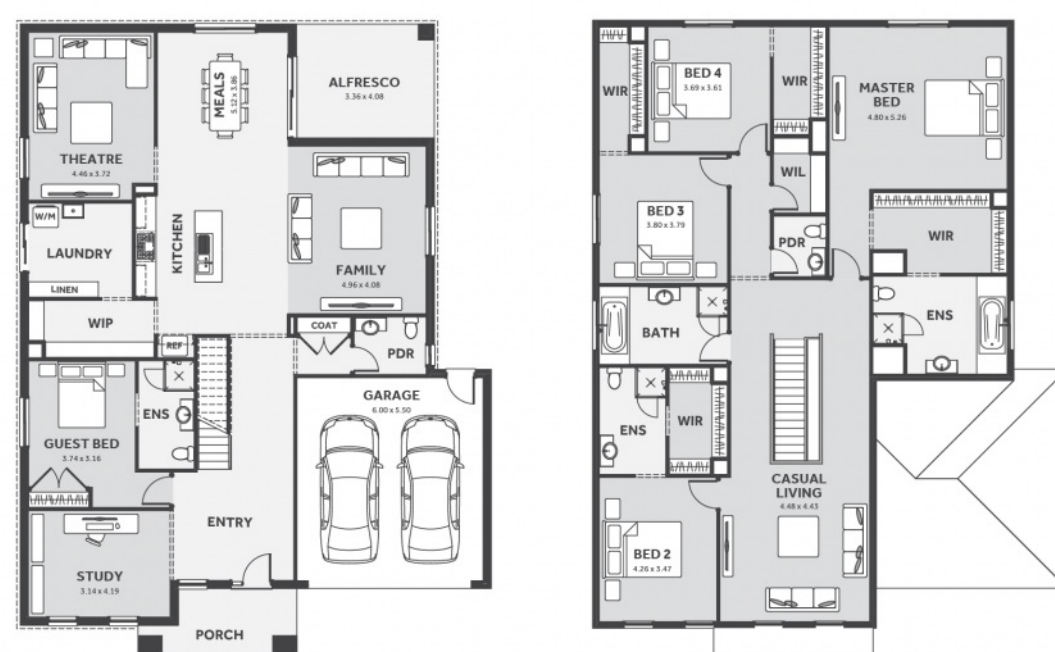 THEATRE
4.46 x 3.72
MEALS
5.12 x 3.86
ALFRESCO
3.36 x 4.08
W/M
LAUNDRY
LINEN
KITCHEN
FAMILY
4.96 x 4.08
WIP
REF
COAT
PDR
GARAGE
6.00 x 5.50
GUEST BED
3.74 x 3.16
ENS
ENTRY
STUDY
3.14 x 4.19
PORCH
WIR
BED 4
3.69 x 3.61
WIR
MASTER
BED
4.80 x 5.26
WIL
BED 3
3.80 x 3.79
PDR
WIR
BATH
ENS
ENS
WIR
CASUAL
LIVING
4.48 x 4.43
BED 2
4.26 x 3.47